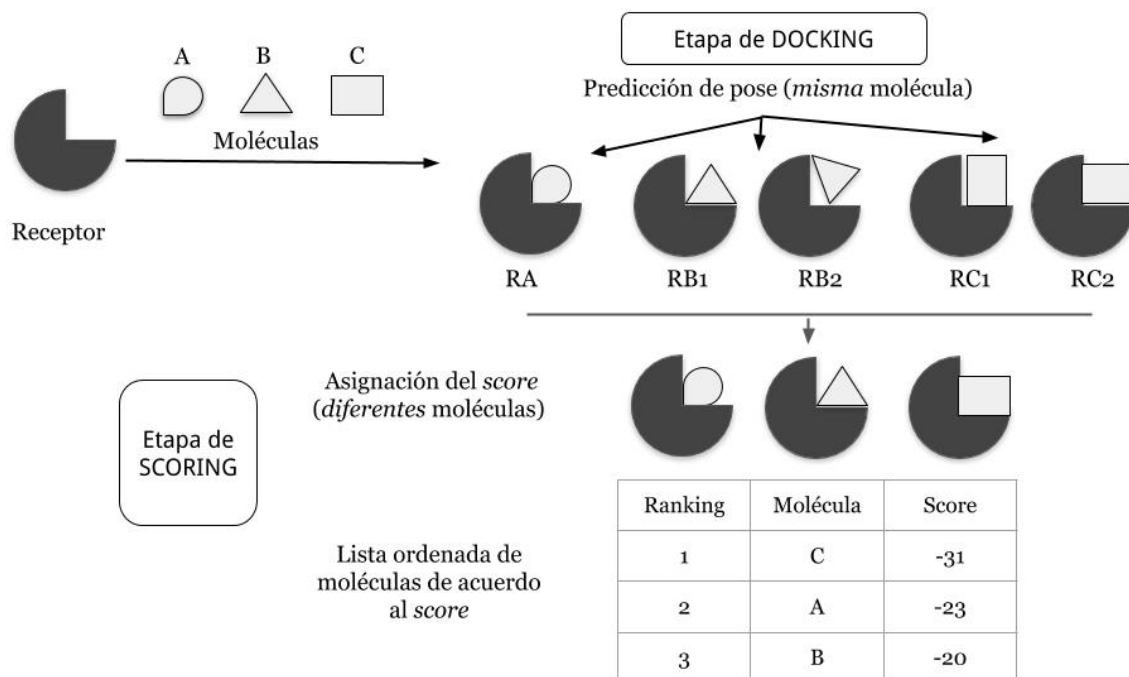 A B C
Moléculas
Receptor
Etapa de DOCKING
Predicción de pose (misma molécula)
RA RB1 RB2 RC1 RC2
Etapa de
SCORING
Asignación del score
(diferentes moléculas)
Lista ordenada de
moléculas de acuerdo
al score
Ranking Molécula Score
1 C -31
2 A -23
3 B -20